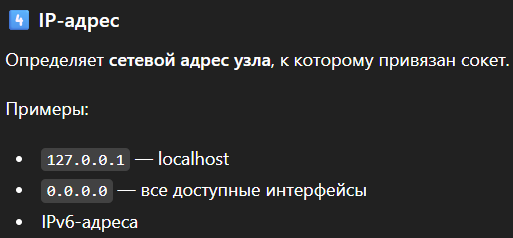 4️⃣ IP-адрес
Определяет сетевой адрес узла, к которому привязан сокет.
Примеры:
• 127.0.0.1 — localhost
• 0.0.0.0 — все доступные интерфейсы
• IPv6-адреса